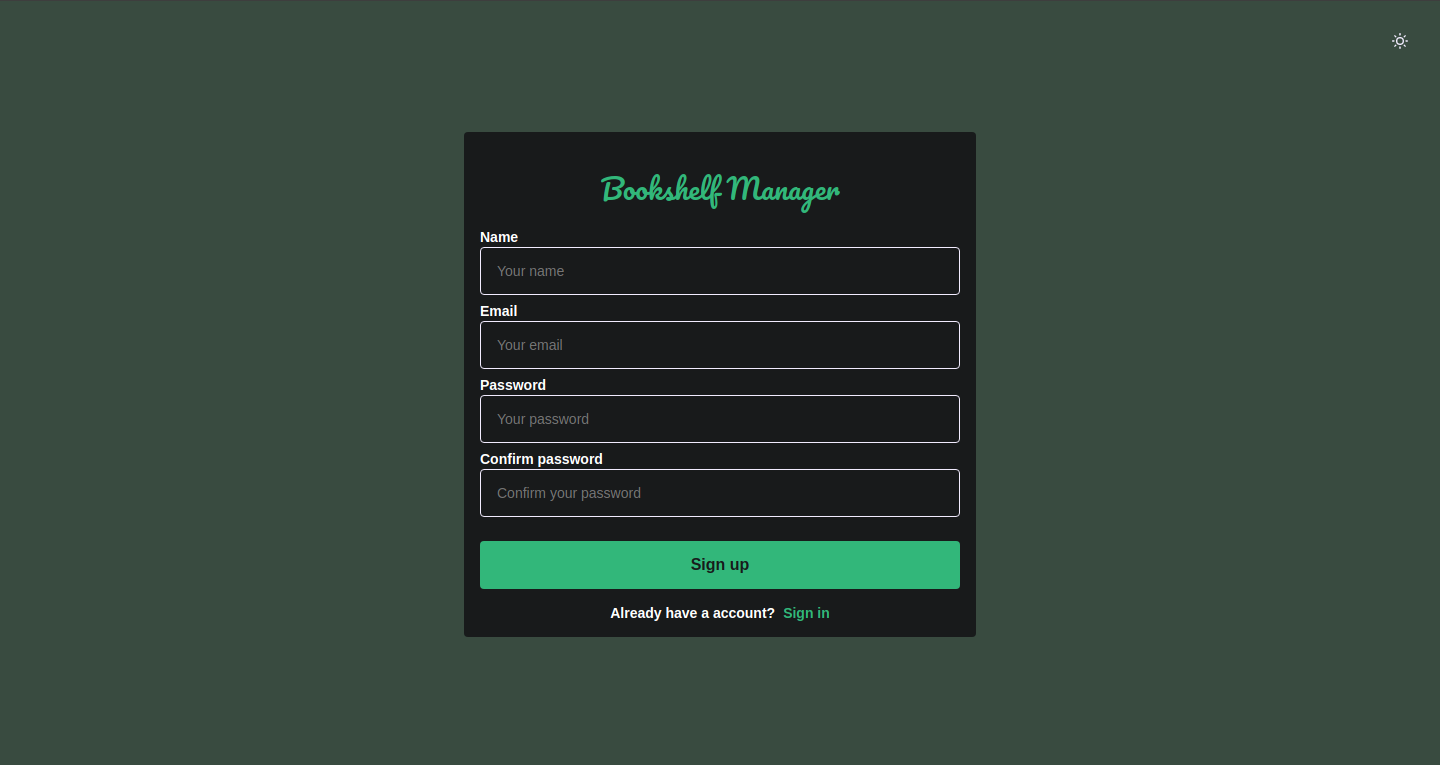 Bookshelf Manager
Name
Your name
Email
Your email
Password
Your password
Confirm password
Confirm your password
Sign up
Already have a account? Sign in